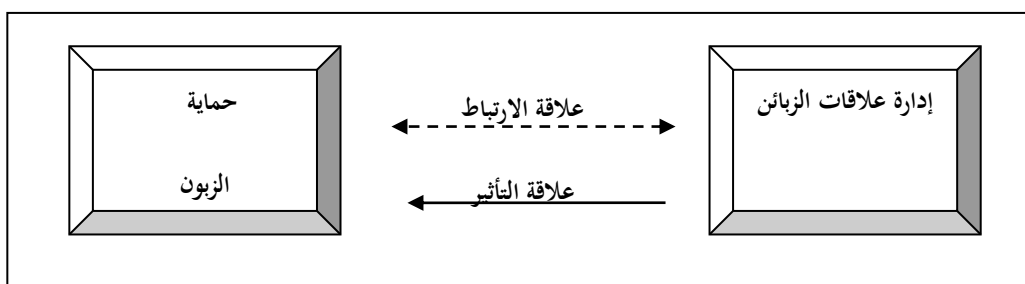 إدارة علاقات الزبائن
علاقة الارتباط
علاقة التأثير
حماية
الزبون